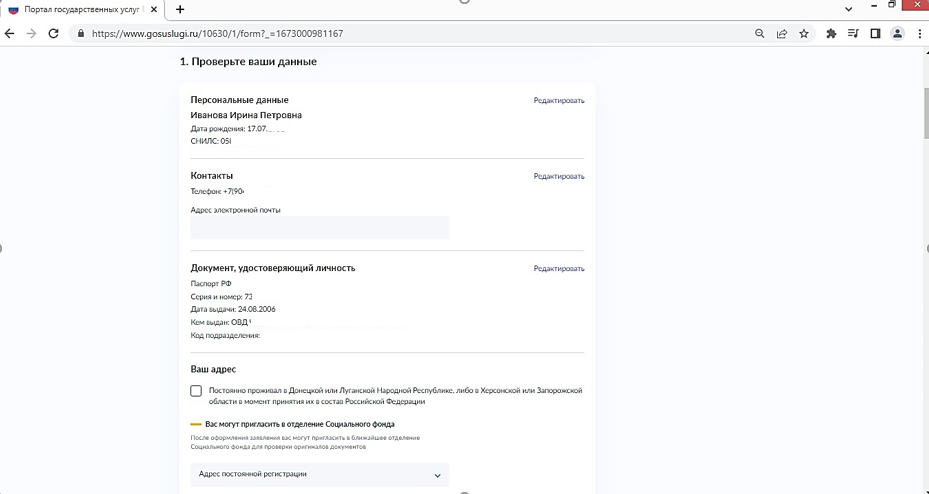 Портал государственных услуг
https://www.gosuslugi.ru/10630/1/form?_=1673000981167
1. Проверьте ваши данные
Персональные данные
Редактировать
Иванова Ирина Петровна
Дата рождения: 17.07.
СНИЛС: 05
Контакты
Редактировать
Телефон: +7(90
Адрес электронной почты
Документ, удостоверяющий личность
Редактировать
Паспорт РФ
Серия и номер: 73
Дата выдачи: 24.08.2006
Кем выдан: ОВД
Код подразделения:
Ваш адрес
Постоянно проживал в Донецкой или Луганской Народной Республике, либо в Херсонской или Запорожской
области в момент принятия их в состав Российской Федерации
Вас могут пригласить в отделение Социального фонда
После оформления заявления вас могут пригласить в ближайшее отделение
Социального фонда для проверки оригиналов документов
Адрес постоянной регистрации